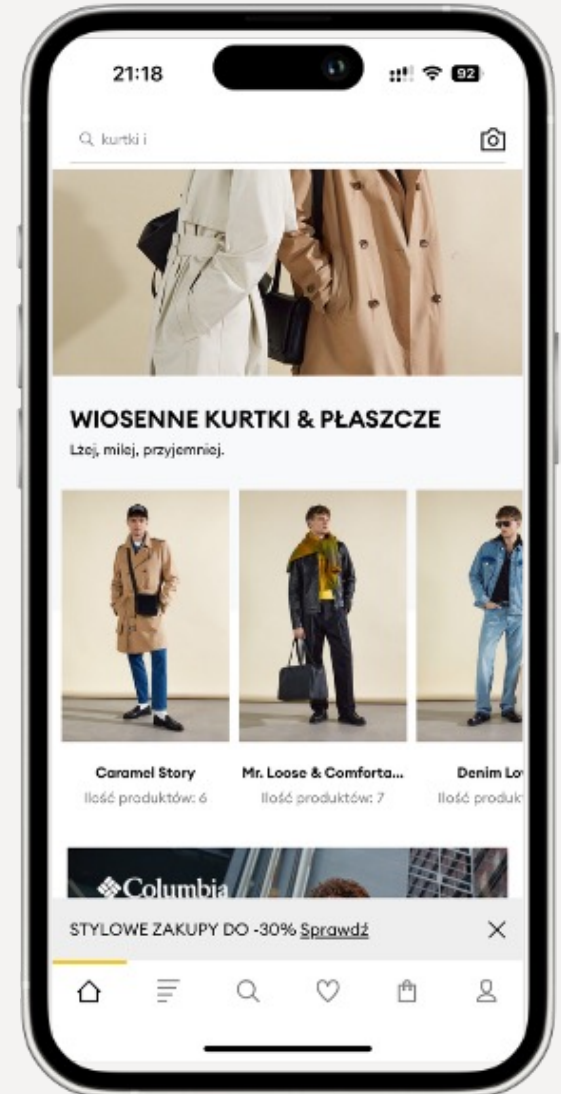 21:18
92
kurtki i
WIOSENNE KURTKI & PŁASZCZE
Lżej, milej, przyjemniej.
Caramel Story
Ilość produktów: 6
Mr. Loose & Comforta...
Ilość produktów: 7
Denim Lo
Ilość produk
Columbia
STYLOWE ZAKUPY DO -30% Sprawdź